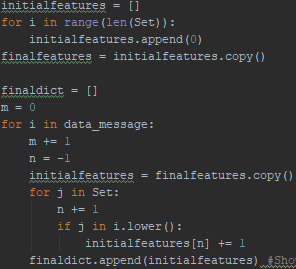 initialfeatures = []
for i in range(len(Set)):
    initialfeatures.append(0)
finalfeatures = initialfeatures.copy()

finaldict = []
m = 0
for i in data_message:
    m += 1
    n = -1
    initialfeatures = finalfeatures.copy()
    for j in Set:
        n += 1
        if j in i.lower():
            initialfeatures[n] += 1
    finaldict.append(initialfeatures) #Sho